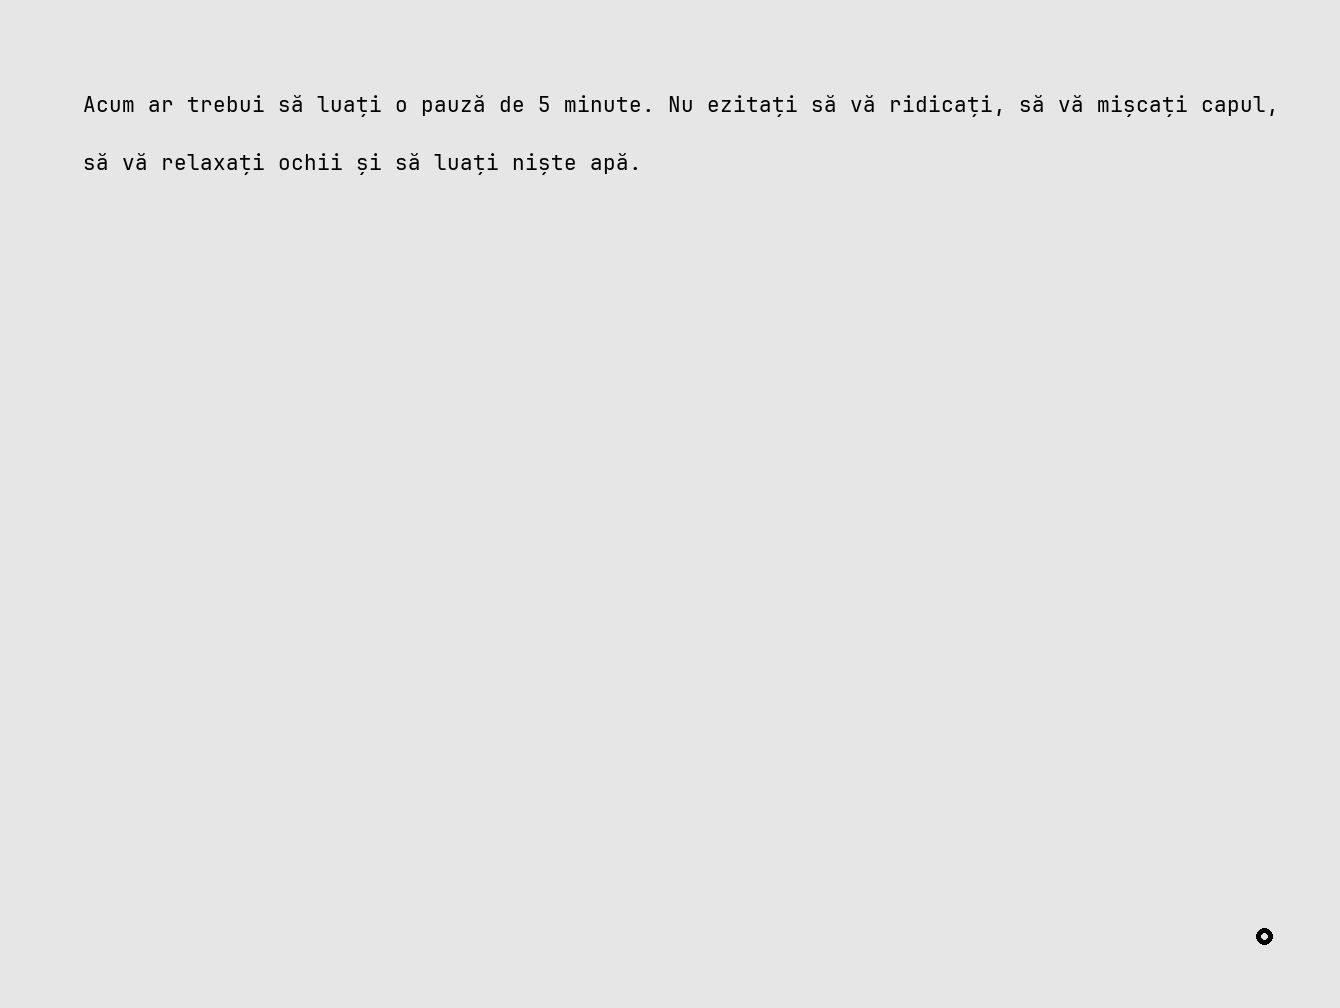 Acum ar trebui să luați o pauză de 5 minute. Nu ezitați să vă ridicați, să vă mișcați capul,
să vă relaxați ochii și să luați niște apă.